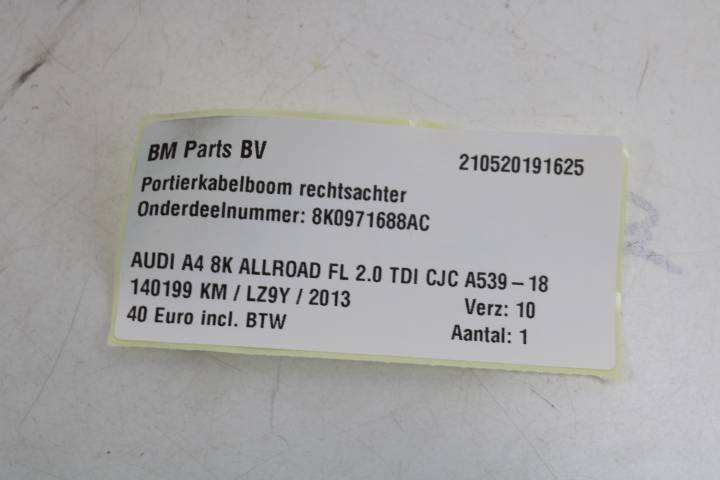 BM Parts BV 210520191625
Portierkabelboom rechtsachter
Onderdeelnummer: 8K0971688AC
AUDI A4 8K ALLROAD FL 2.0 TDI CJC A539 – 18
140199 KM / LZ9Y / 2013 Verz: 10
40 Euro incl. BTW Aantal: 1